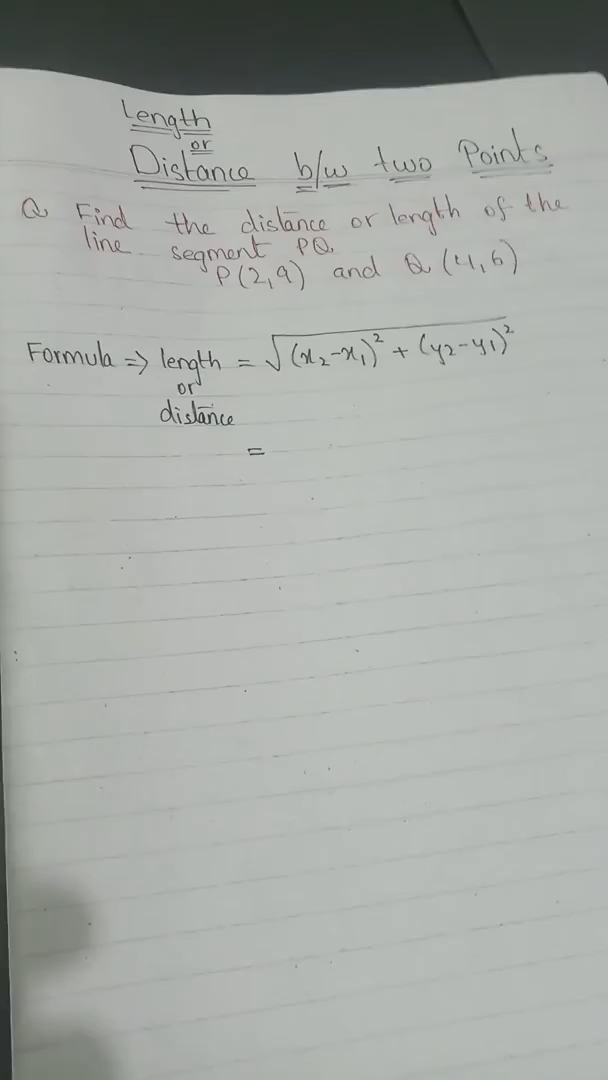 Length
or
Distance b/w two Points
Q Find the distance or length of the
line segment PQ.
P(2,9) and Q(4,6)
Formula => length = √(x₂-x₁)² + (y₂-y₁)²
or
distance
=